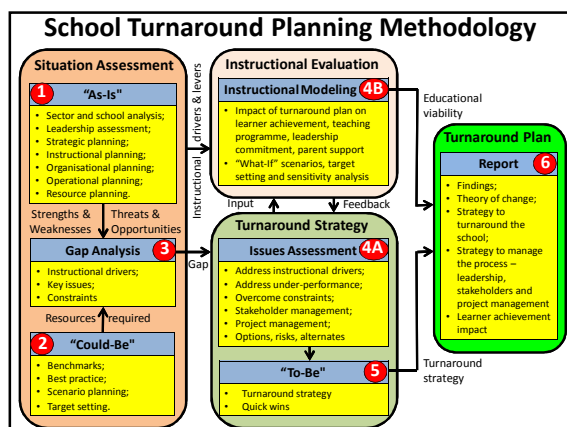 School Turnaround Planning Methodology
Situation Assessment
1
"As-Is"
• Sector and school analysis;
• Leadership assessment;
• Strategic planning;
• Instructional planning;
• Organisational planning;
• Operational planning;
• Resource planning.
Strengths &
Weaknesses
Threats &
Opportunities
Gap Analysis
3
• Instructional drivers;
• Key issues;
• Constraints
Resources required
2
"Could-Be"
• Benchmarks;
• Best practice;
• Scenario planning;
• Target setting.
Instructional
drivers & levers
Gap
Instructional Evaluation
Instructional Modeling
4B
• Impact of turnaround plan on
learner achievement, teaching
programme, leadership
commitment, parent support
• "What-If" scenarios, target
setting and sensitivity analysis
Input
Feedback
Turnaround Strategy
Issues Assessment
4A
• Address instructional drivers;
• Address under-performance;
• Overcome constraints;
• Stakeholder management;
• Project management;
• Options, risks, alternates
"To-Be"
5
• Turnaround strategy
• Quick wins
Educational
viability
Turnaround Plan
Report
6
• Findings;
• Theory of change;
• Strategy to
turnaround the
school;
• Strategy to manage
the process –
leadership,
stakeholders and
project management
• Learner achievement
impact
Turnaround
strategy